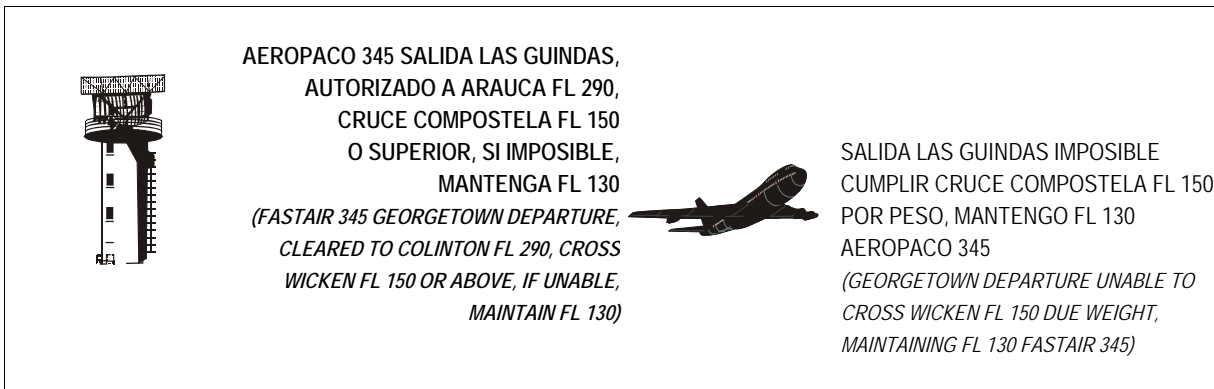 AEROPACO 345 SALIDA LAS GUINDAS,
AUTORIZADO A ARAUCA FL 290,
CRUCE COMPOSTELA FL 150
O SUPERIOR, SI IMPOSIBLE,
MANTENGA FL 130
(FASTAIR 345 GEORGETOWN DEPARTURE,
CLEARED TO COLINTON FL 290, CROSS
WICKEN FL 150 OR ABOVE, IF UNABLE,
MAINTAIN FL 130)
SALIDA LAS GUINDAS IMPOSIBLE
CUMPLIR CRUCE COMPOSTELA FL 150
POR PESO, MANTENGO FL 130
AEROPACO 345
(GEORGETOWN DEPARTURE UNABLE TO
CROSS WICKEN FL 150 DUE WEIGHT,
MAINTAINING FL 130 FASTAIR 345)